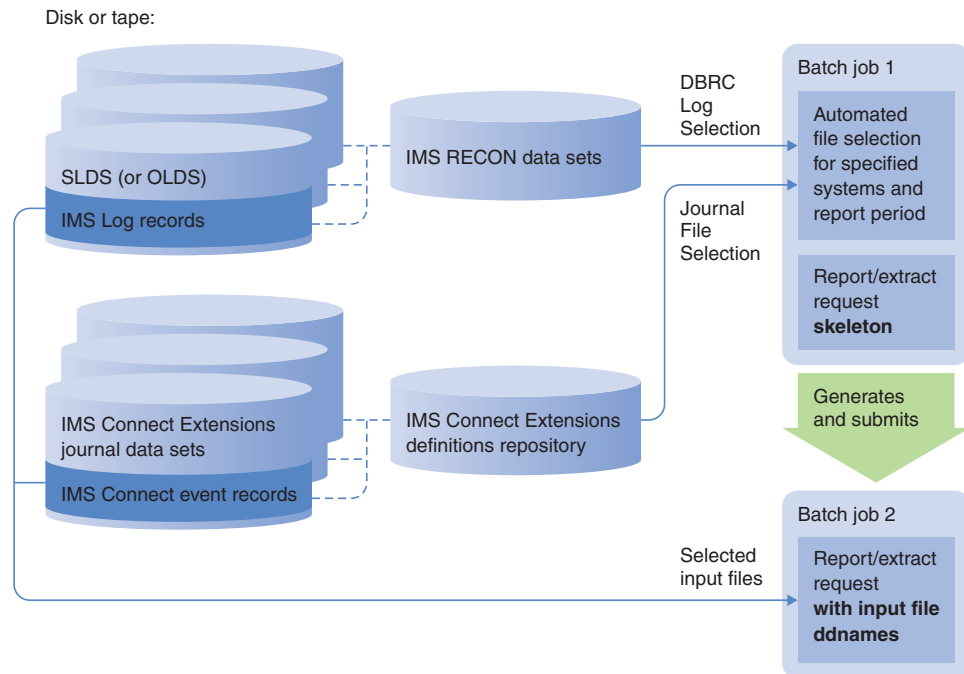 Disk or tape:
SLDS (or OLDS)
IMS Log records
IMS RECON data sets
DBRC
Log
Selection
Journal
File
Selection
Batch job 1
Automated
file selection
for specified
systems and
report period
Report/extract
request
skeleton
IMS Connect Extensions
journal data sets
IMS Connect event records
IMS Connect Extensions
definitions repository
Generates
and submits
Selected
input files
Batch job 2
Report/extract
request
with input file
ddnames